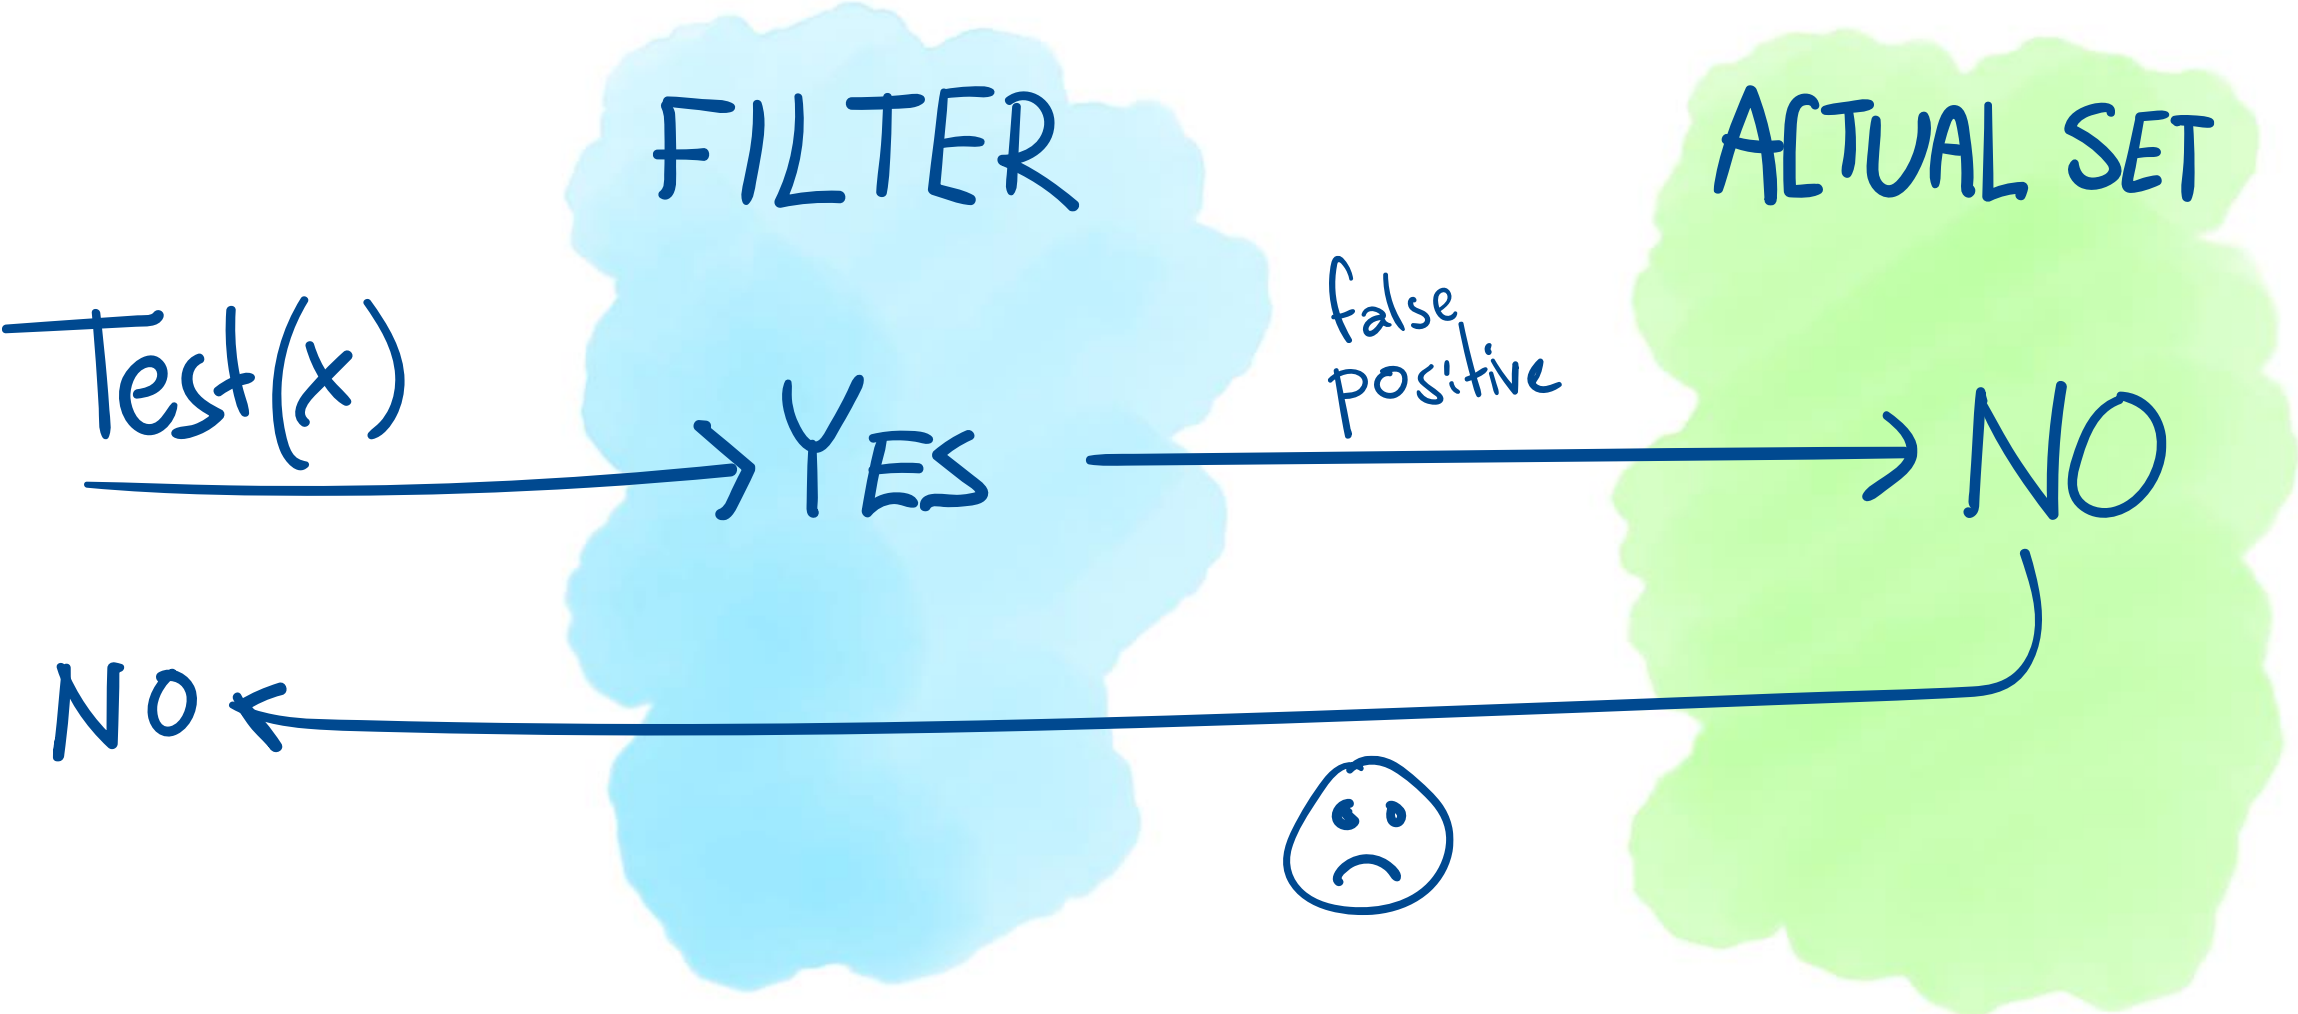 FILTER
ACTUAL SET
Test(x)
YES
false
positive
NO
NO